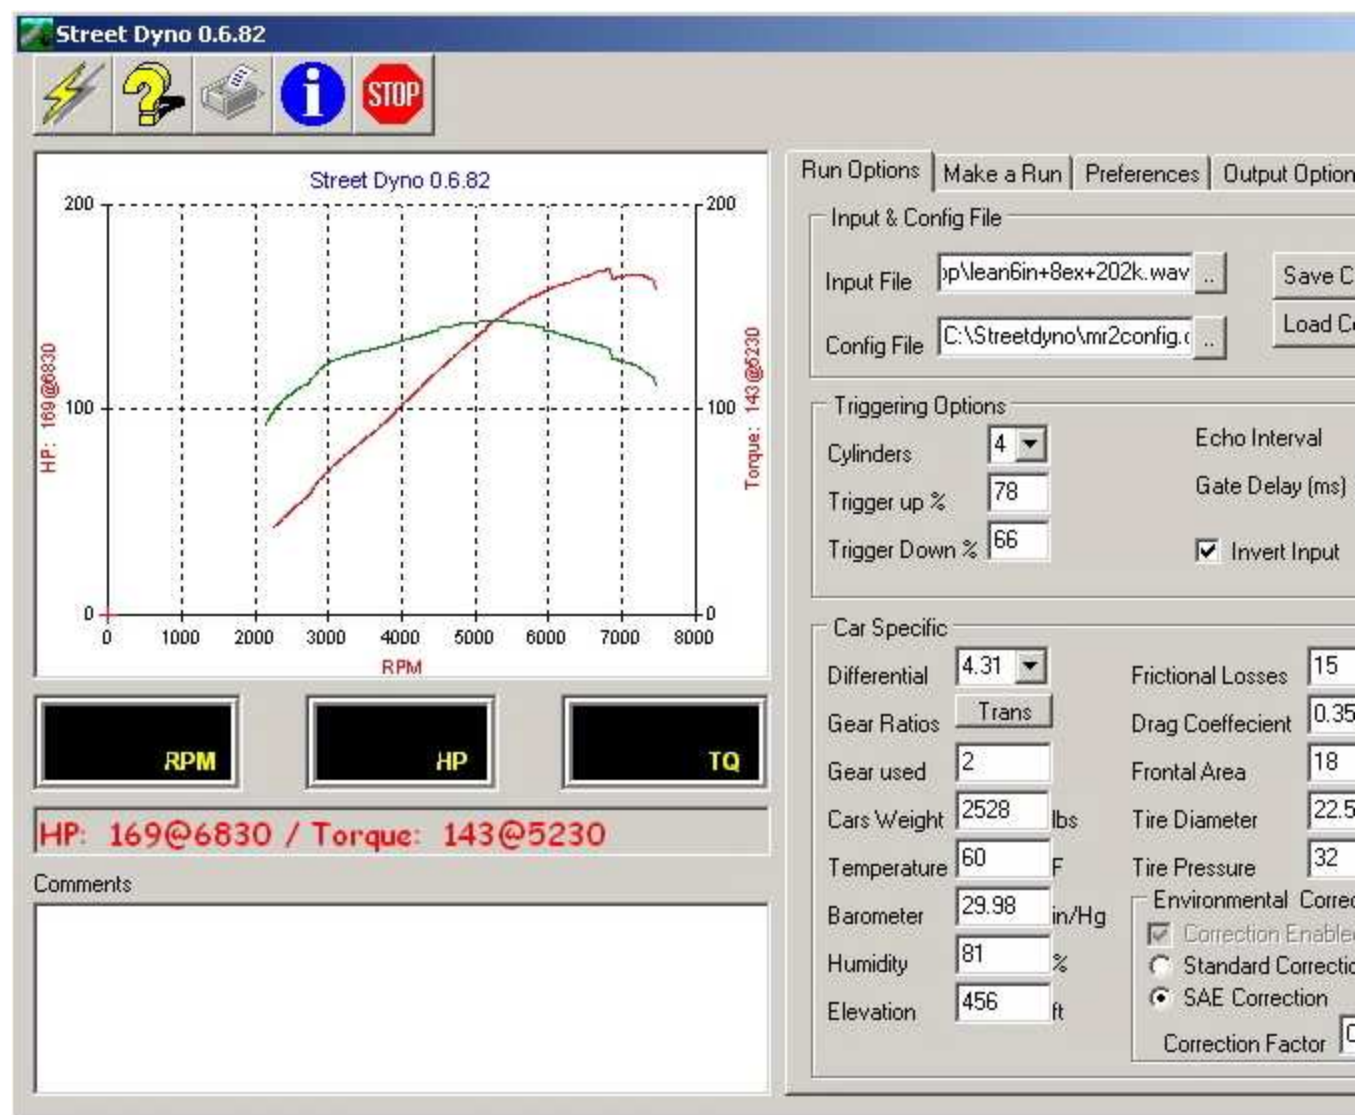 Street Dyno 0.6.82
STOP
Street Dyno 0.6.82
200
200
100
100
0
0
HP: 169@6830
Torque: 143@5230
0 1000 2000 3000 4000 5000 6000 7000 8000
RPM
RPM
HP
TQ
HP: 169@6830 / Torque: 143@5230
Comments
Run Options
Make a Run
Preferences
Output Option
Input & Config File
Input File
\lean6in+8ex+202k.wav ..
Save C
Config File
C:\Streetdyno\mr2config. ..
Load C
Triggering Options
Cylinders 4
Echo Interval
Trigger up % 78
Gate Delay (ms)
Trigger Down % 66
Invert Input
Car Specific
Differential 4.31
Frictional Losses 15
Gear Ratios Trans
Drag Coeffecient 0.35
Gear used 2
Frontal Area 18
Cars Weight 2528 lbs
Tire Diameter 22.5
Temperature 60 F
Tire Pressure 32
Barometer 29.98 in/Hg
Environmental Correc
Correction Enable
Humidity 81 %
Standard Correctio
Elevation 456 ft
SAE Correction
Correction Factor